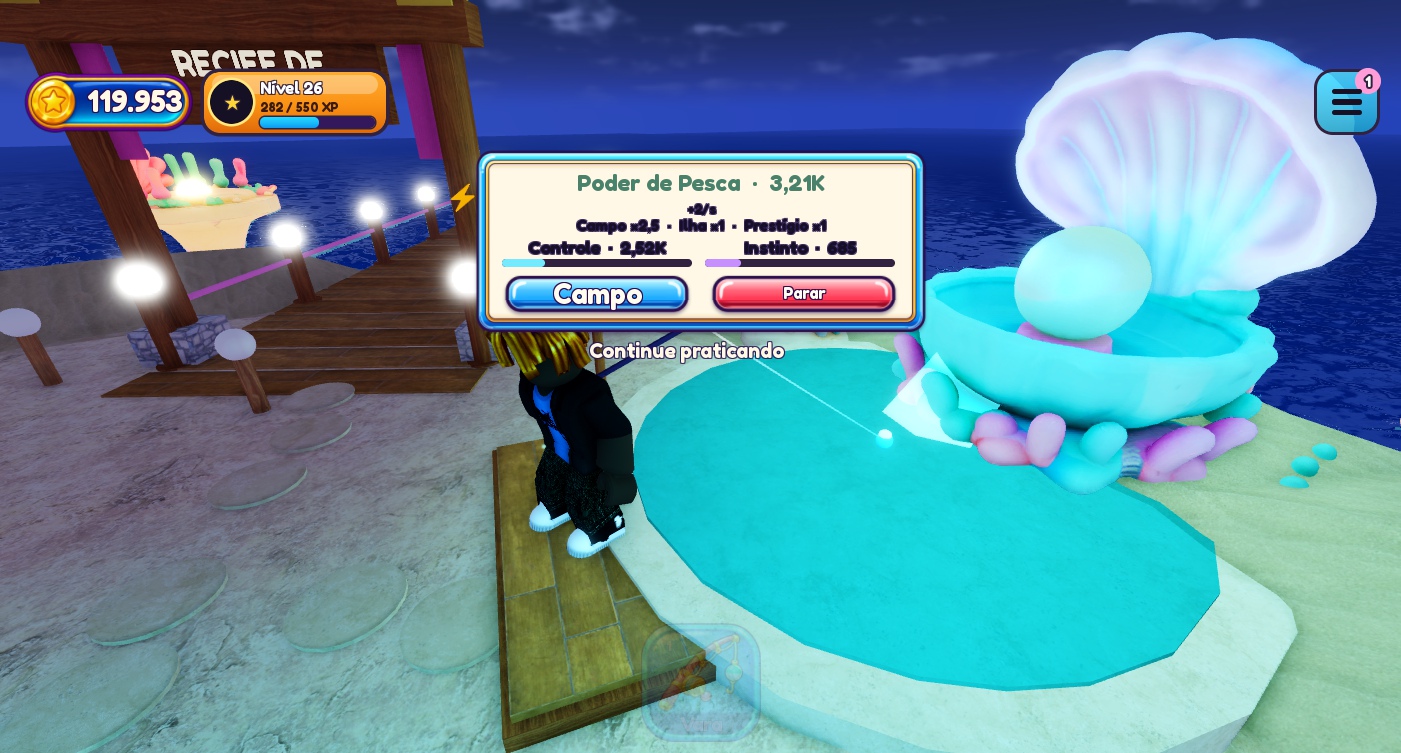 RECIFE DE
119.953
Nível 26
282 / 550 XP
1
Poder de Pesca · 3,21K
+2/s
Campo x2,5 · Ilha x1 · Prestígio x1
Controle · 2,52K
Instinto · 685
Campo
Parar
Continue praticando